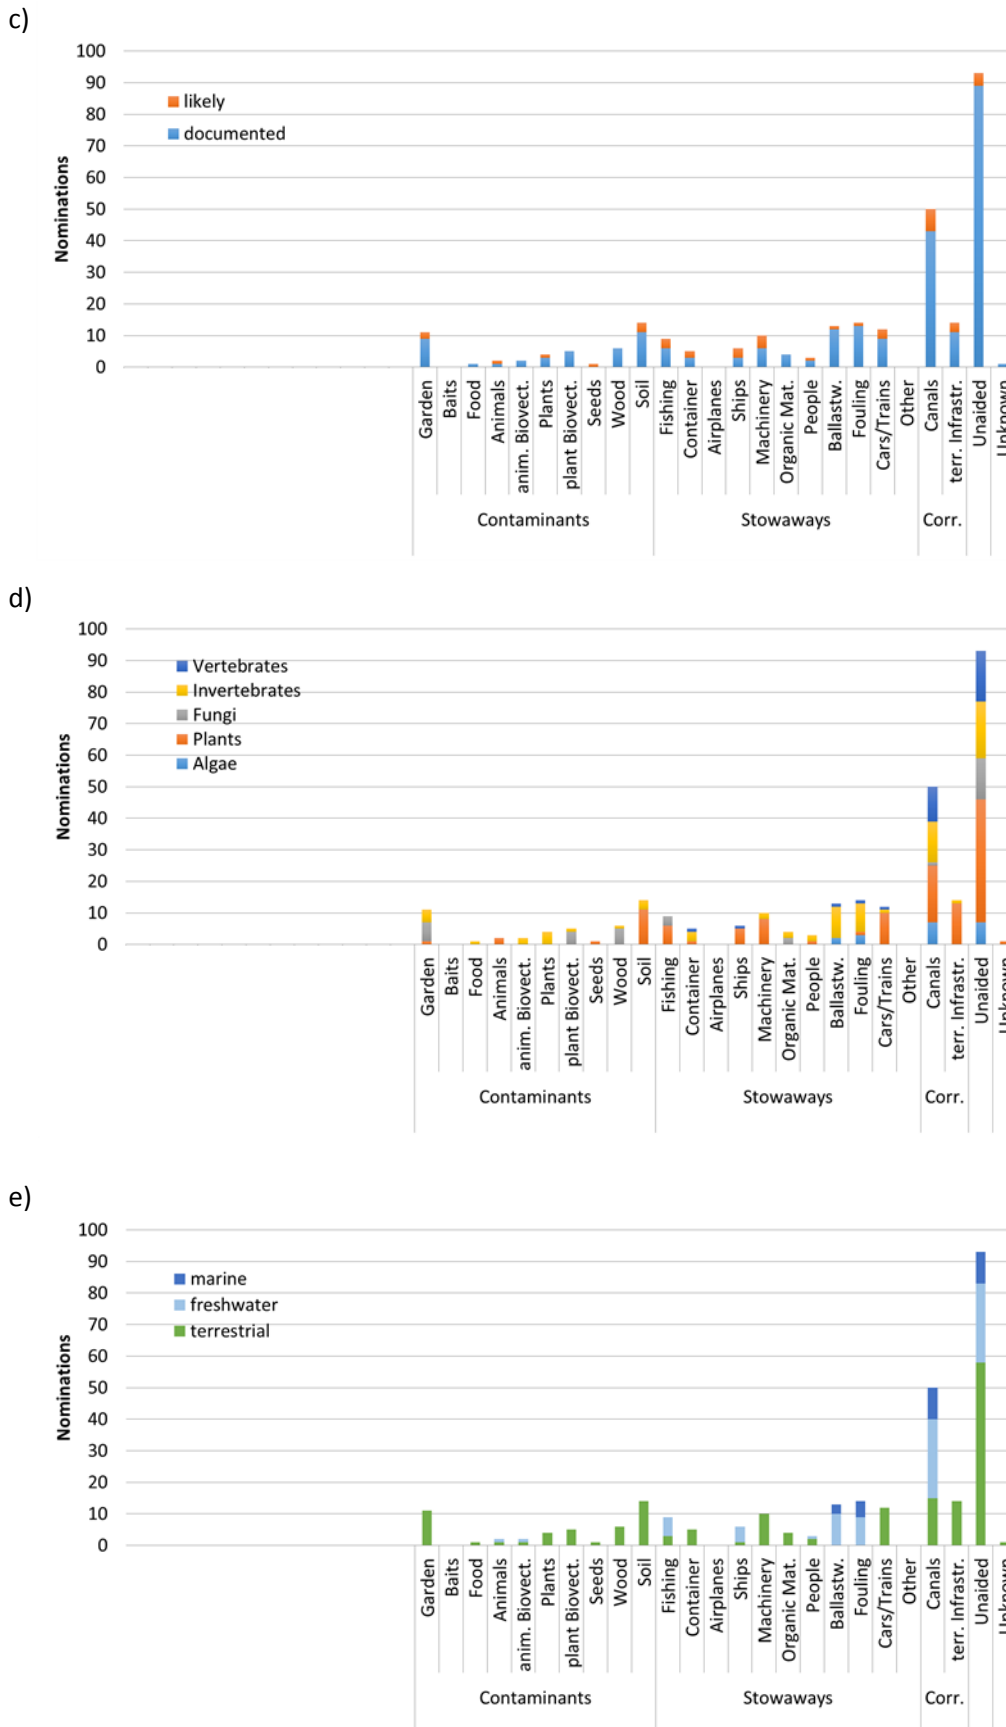 c)
100
90
80
70
60
50
40
30
20
10
0
Nominations
likely
documented
Garden
Baits
Food
Animals
anim. Biovect.
Plants
plant Biovect.
Seeds
Wood
Soil
Fishing
Container
Airplanes
Ships
Machinery
Organic Mat.
People
Ballastw.
Fouling
Cars/Trains
Other
Canals
terr. Infrastr.
Unaided
Unknown
Contaminants
Stowaways
Corr.
d)
100
90
80
70
60
50
40
30
20
10
0
Nominations
Vertebrates
Invertebrates
Fungi
Plants
Algae
Garden
Baits
Food
Animals
anim. Biovect.
Plants
plant Biovect.
Seeds
Wood
Soil
Fishing
Container
Airplanes
Ships
Machinery
Organic Mat.
People
Ballastw.
Fouling
Cars/Trains
Other
Canals
terr. Infrastr.
Unaided
Unknown
Contaminants
Stowaways
Corr.
e)
100
90
80
70
60
50
40
30
20
10
0
Nominations
marine
freshwater
terrestrial
Garden
Baits
Food
Animals
anim. Biovect.
Plants
plant Biovect.
Seeds
Wood
Soil
Fishing
Container
Airplanes
Ships
Machinery
Organic Mat.
People
Ballastw.
Fouling
Cars/Trains
Other
Canals
terr. Infrastr.
Unaided
Unknown
Contaminants
Stowaways
Corr.